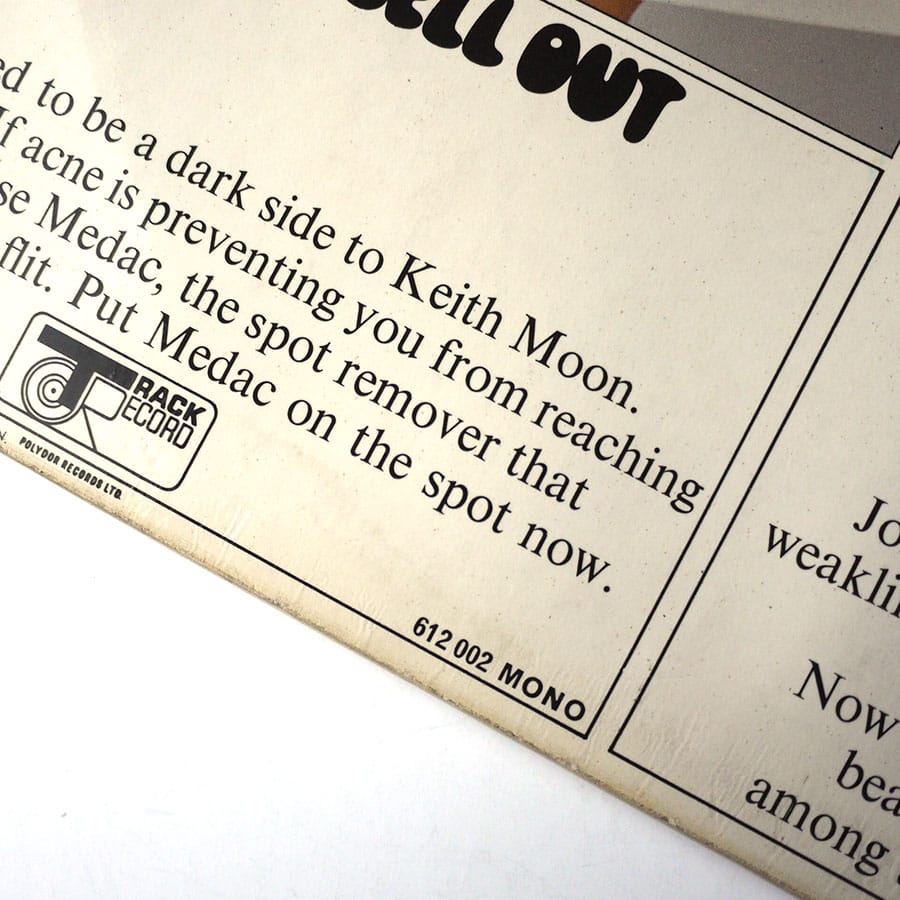 SELL OUT
ed to be a dark side to Keith Moon.
If acne is preventing you from reaching
se Medac, the spot remover that
flit. Put Medac on the spot now.
TRACK
RECORD
POLYDOR RECORDS LTD.
612 002 MONO
Jo
weakli
Now
bea
among